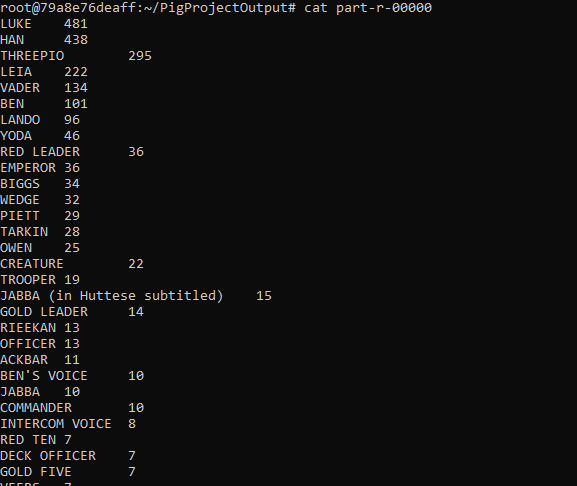 root@79a8e76deaff:~/PigProjectOutput# cat part-r-00000
LUKE 481
HAN 438
THREEPIO 295
LEIA 222
VADER 134
BEN 101
LANDO 96
YODA 46
RED LEADER 36
EMPEROR 36
BIGGS 34
WEDGE 32
PIETT 29
TARKIN 28
OWEN 25
CREATURE 22
TROOPER 19
JABBA (in Huttese subtitled) 15
GOLD LEADER 14
RIEEKAN 13
OFFICER 13
ACKBAR 11
BEN'S VOICE 10
JABBA 10
COMMANDER 10
INTERCOM VOICE 8
RED TEN 7
DECK OFFICER 7
GOLD FIVE 7